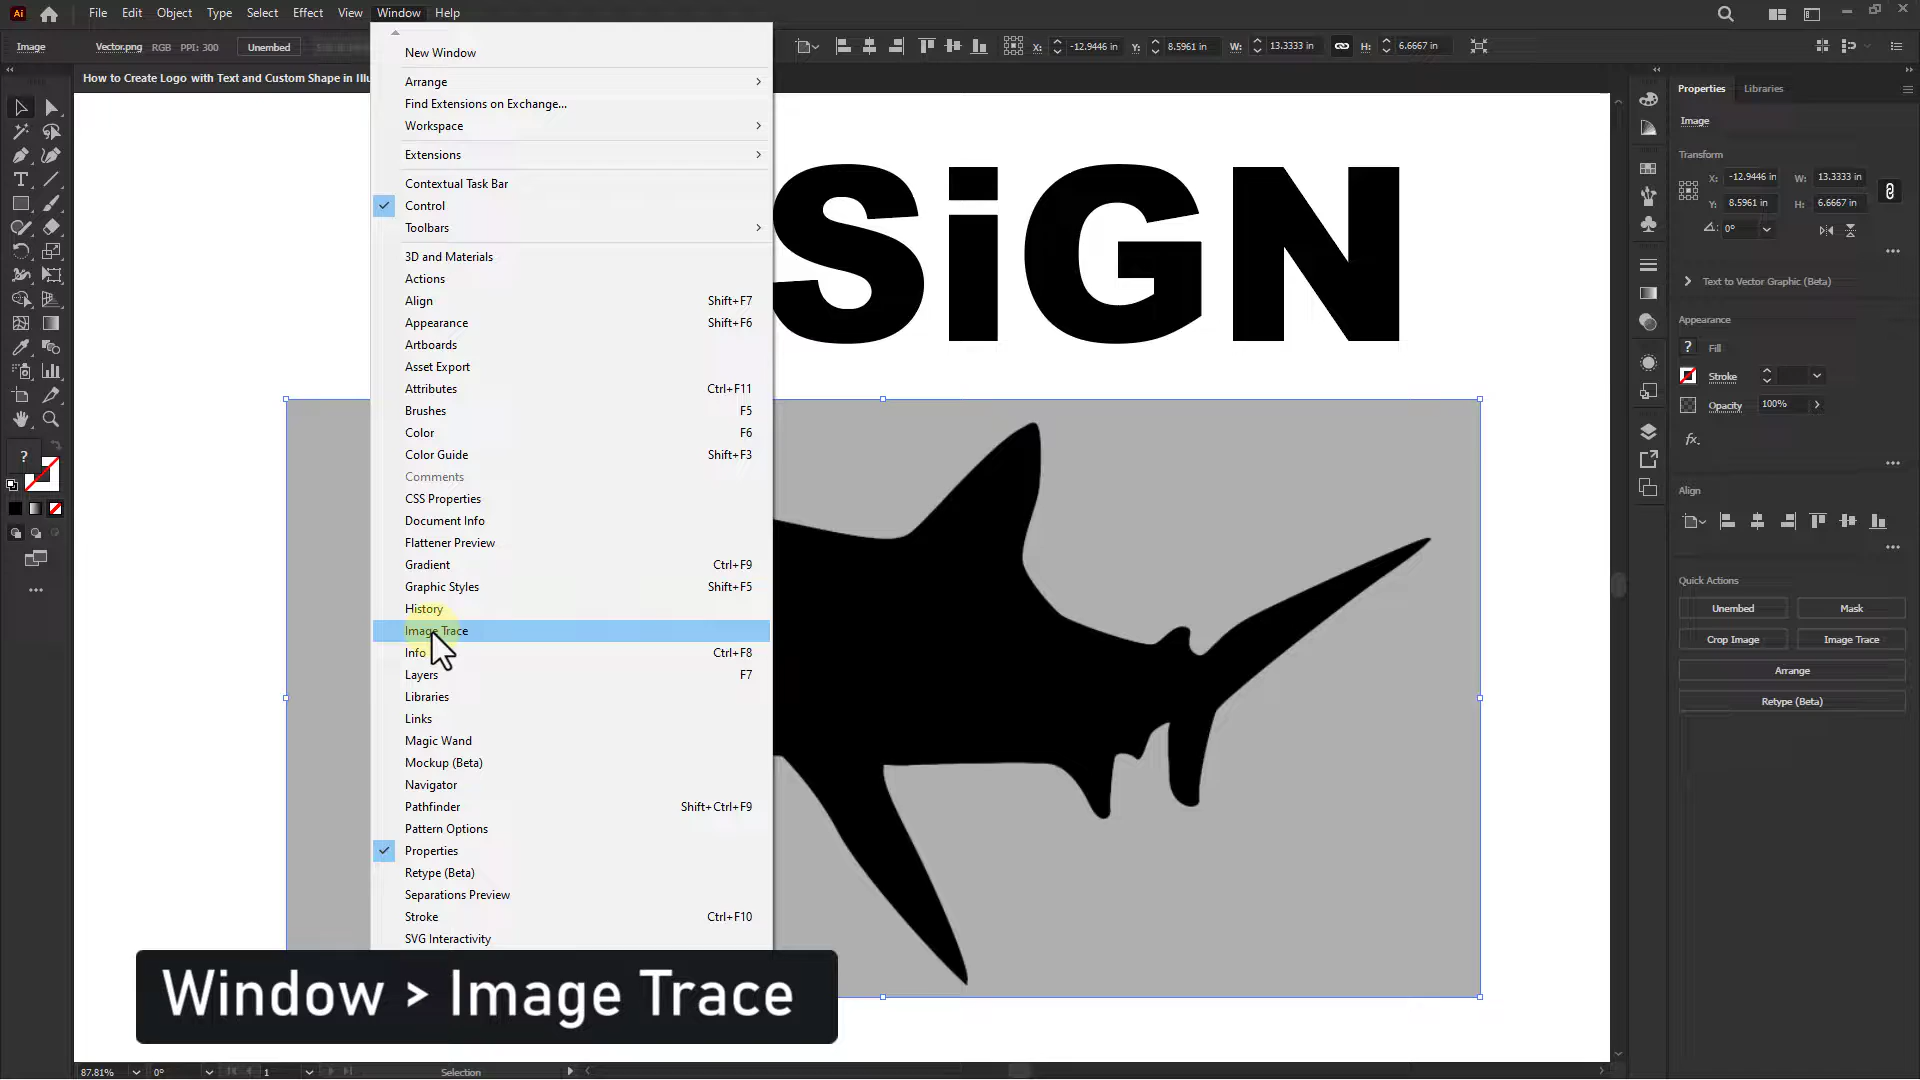 Ai File Edit Object Type Select Effect View Window Help
Image Vector.png RGB PPI: 300 Unembed X: -12.9446 in Y: 8.5961 in W: 13.3333 in H: 6.6667 in
How to Create Logo with Text and Custom Shape in Illu
New Window
Arrange
Find Extensions on Exchange...
Workspace
Extensions
Contextual Task Bar
Control
Toolbars
3D and Materials
Actions
Align Shift+F7
Appearance Shift+F6
Artboards
Asset Export
Attributes Ctrl+F11
Brushes F5
Color F6
Color Guide Shift+F3
Comments
CSS Properties
Document Info
Flattener Preview
Gradient Ctrl+F9
Graphic Styles Shift+F5
History
Image Trace
Info Ctrl+F8
Layers F7
Libraries
Links
Magic Wand
Mockup (Beta)
Navigator
Pathfinder Shift+Ctrl+F9
Pattern Options
Properties
Retype (Beta)
Separations Preview
Stroke Ctrl+F10
SVG Interactivity
SiGN
Properties Libraries
Image
Transform
X: -12.9446 in W: 13.3333 in
Y: 8.5961 in H: 6.6667 in
0°
Text to Vector Graphic (Beta)
Appearance
? Fill
Stroke
Opacity 100%
fx.
Align
Quick Actions
Unembed Mask
Crop Image Image Trace
Arrange
Retype (Beta)
?
Window > Image Trace
87.81% 0° 1 Selection